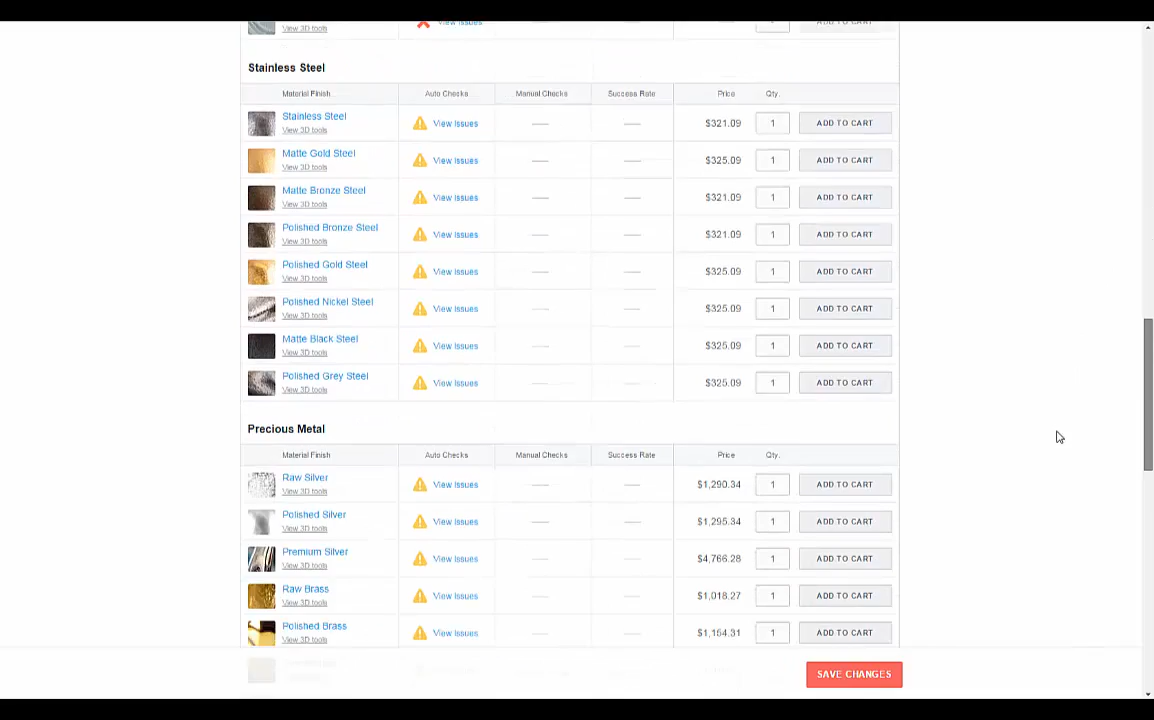 View Issues
View 3D tools
ADD TO CART
Stainless Steel
Material Finish Auto Checks Manual Checks Success Rate Price Qty.
Stainless Steel
View 3D tools
View Issues $321.09 1 ADD TO CART
Matte Gold Steel
View 3D tools
View Issues $325.09 1 ADD TO CART
Matte Bronze Steel
View 3D tools
View Issues $321.09 1 ADD TO CART
Polished Bronze Steel
View 3D tools
View Issues $321.09 1 ADD TO CART
Polished Gold Steel
View 3D tools
View Issues $325.09 1 ADD TO CART
Polished Nickel Steel
View 3D tools
View Issues $325.09 1 ADD TO CART
Matte Black Steel
View 3D tools
View Issues $325.09 1 ADD TO CART
Polished Grey Steel
View 3D tools
View Issues $325.09 1 ADD TO CART
Precious Metal
Material Finish Auto Checks Manual Checks Success Rate Price Qty.
Raw Silver
View 3D tools
View Issues $1,290.34 1 ADD TO CART
Polished Silver
View 3D tools
View Issues $1,295.34 1 ADD TO CART
Premium Silver
View 3D tools
View Issues $4,766.28 1 ADD TO CART
Raw Brass
View 3D tools
View Issues $1,018.27 1 ADD TO CART
Polished Brass
View 3D tools
View Issues $1,154.31 1 ADD TO CART
SAVE CHANGES